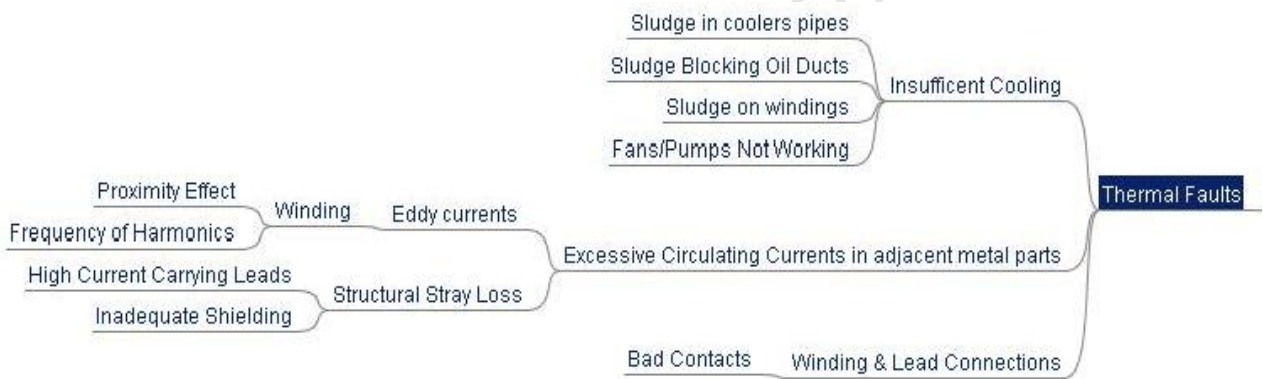 Sludge in coolers pipes
Sludge Blocking Oil Ducts
Insufficent Cooling
Sludge on windings
Fans/Pumps Not Working
Proximity Effect
Thermal Faults
Winding
Eddy currents
Frequency of Harmonics
Excessive Circulating Currents in adjacent metal parts
High Current Carrying Leads
Structural Stray Loss
Inadequate Shielding
Bad Contacts
Winding & Lead Connections